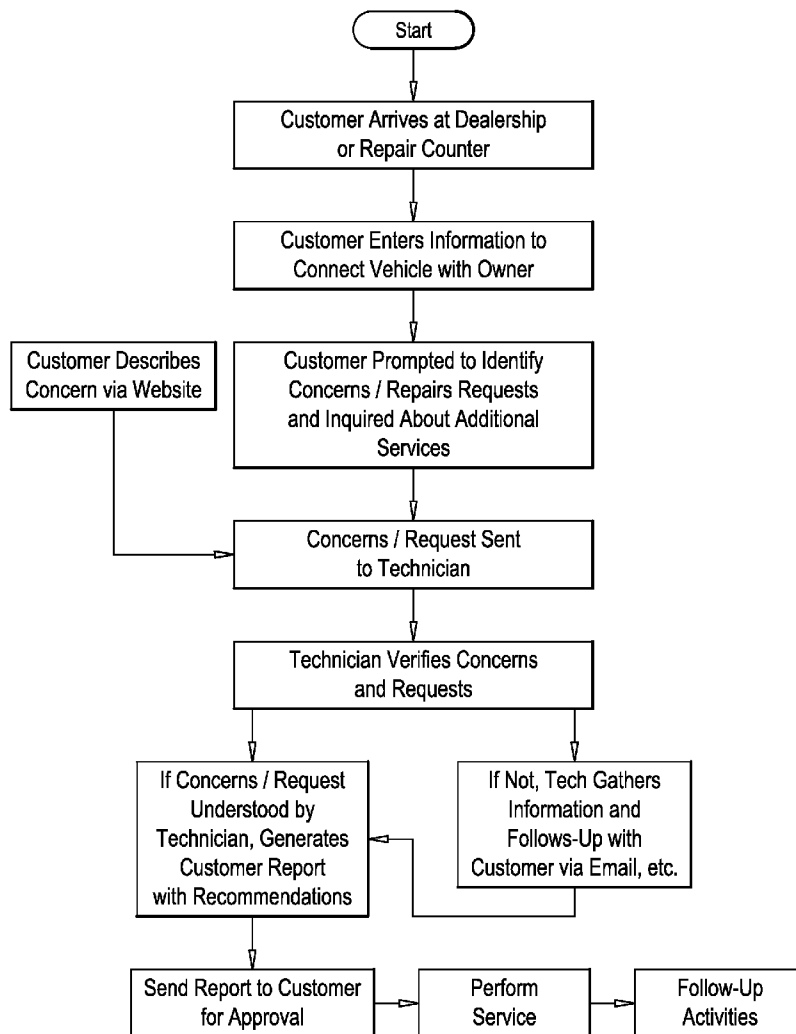 Start
Customer Arrives at Dealership
or Repair Counter
Customer Enters Information to
Connect Vehicle with Owner
Customer Describes
Concern via Website
Customer Prompted to Identify
Concerns / Repairs Requests
and Inquired About Additional
Services
Concerns / Request Sent
to Technician
Technician Verifies Concerns
and Requests
If Concerns / Request
Understood by
Technician, Generates
Customer Report
with Recommendations
If Not, Tech Gathers
Information and
Follows-Up with
Customer via Email, etc.
Send Report to Customer
for Approval
Perform
Service
Follow-Up
Activities